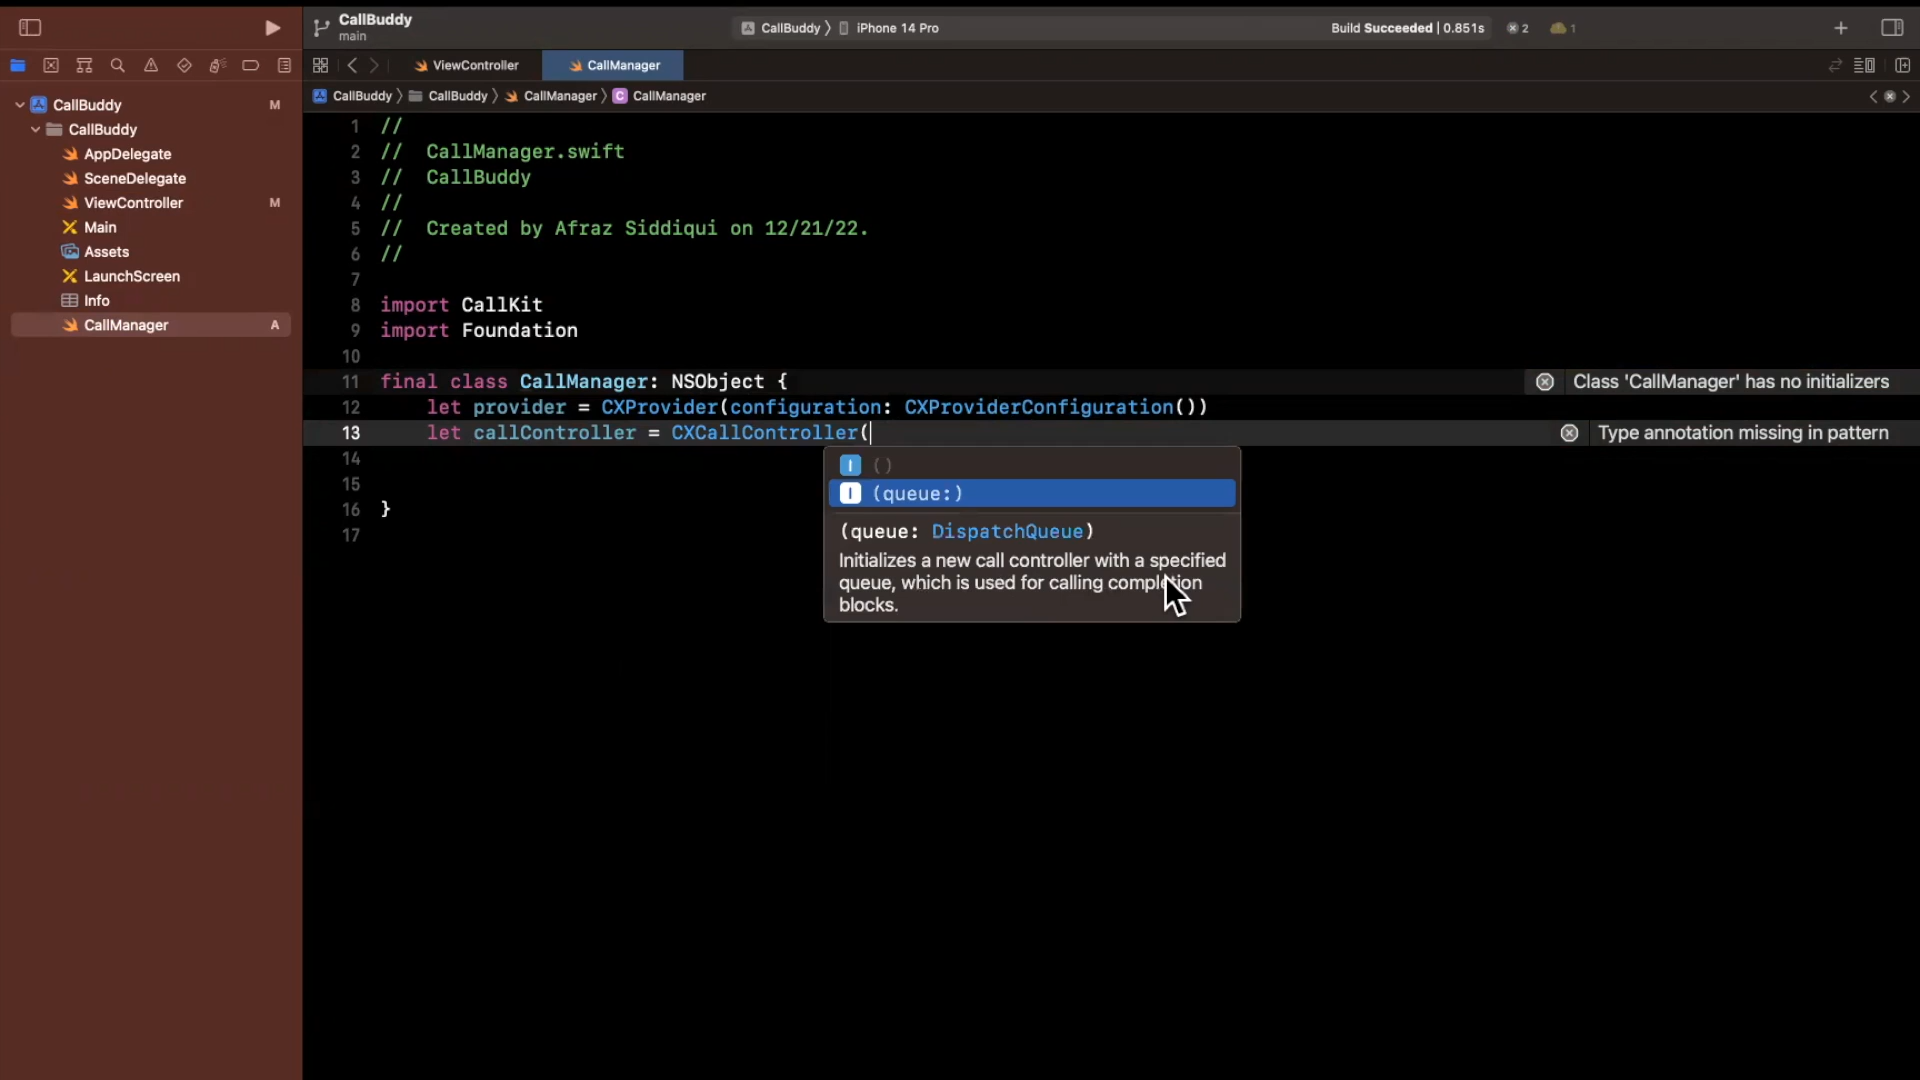 CallBuddy
main
CallBuddy
iPhone 14 Pro
Build Succeeded | 0.851s
2
1
ViewController
CallManager
CallBuddy
CallBuddy
CallManager
CallManager
CallBuddy M
CallBuddy
AppDelegate
SceneDelegate
ViewController M
Main
Assets
LaunchScreen
Info
CallManager A
1 //
2 //  CallManager.swift
3 //  CallBuddy
4 //
5 //  Created by Afraz Siddiqui on 12/21/22.
6 //
7
8 import CallKit
9 import Foundation
10
11 final class CallManager: NSObject {
Class 'CallManager' has no initializers
12     let provider = CXProvider(configuration: CXProviderConfiguration())
13     let callController = CXCallController(
Type annotation missing in pattern
14
15
16 }
17
I ()
I (queue:)
(queue: DispatchQueue)
Initializes a new call controller with a specified
queue, which is used for calling completion
blocks.